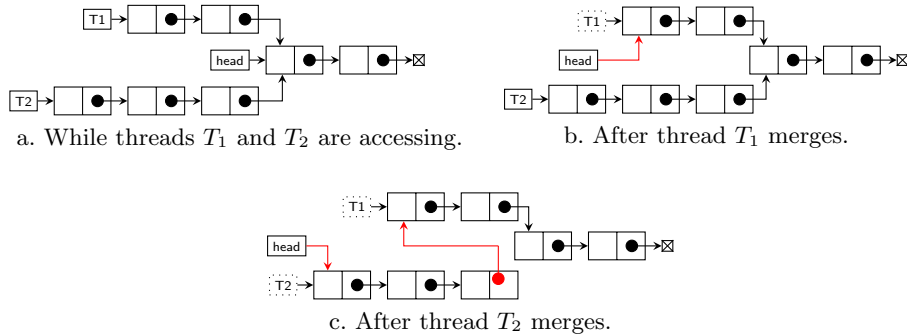 T1
head
T2
a. While threads T₁ and T₂ are accessing.
T1
head
T2
b. After thread T₁ merges.
T1
head
T2
c. After thread T₂ merges.